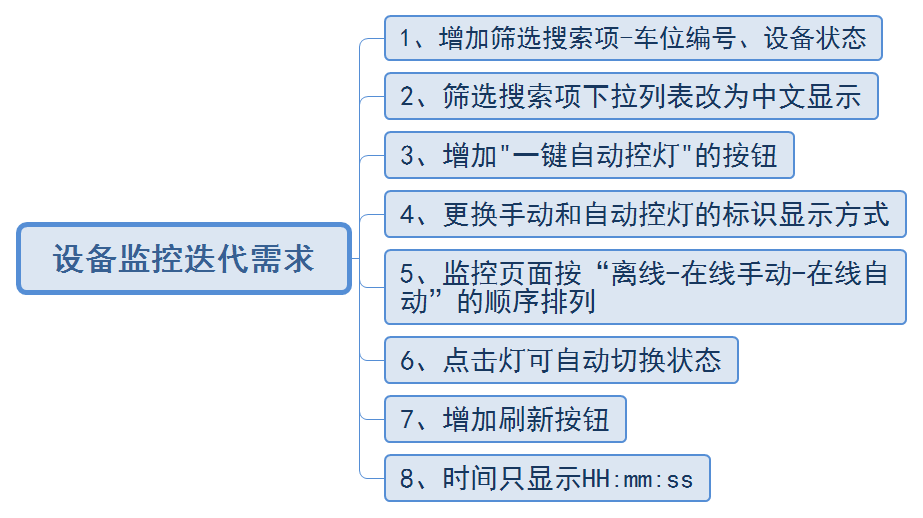 设备监控迭代需求
1、增加筛选搜索项-车位编号、设备状态
2、筛选搜索项下拉列表改为中文显示
3、增加"一键自动控灯"的按钮
4、更换手动和自动控灯的标识显示方式
5、监控页面按“离线-在线手动-在线自
动”的顺序排列
6、点击灯可自动切换状态
7、增加刷新按钮
8、时间只显示HH:mm:ss